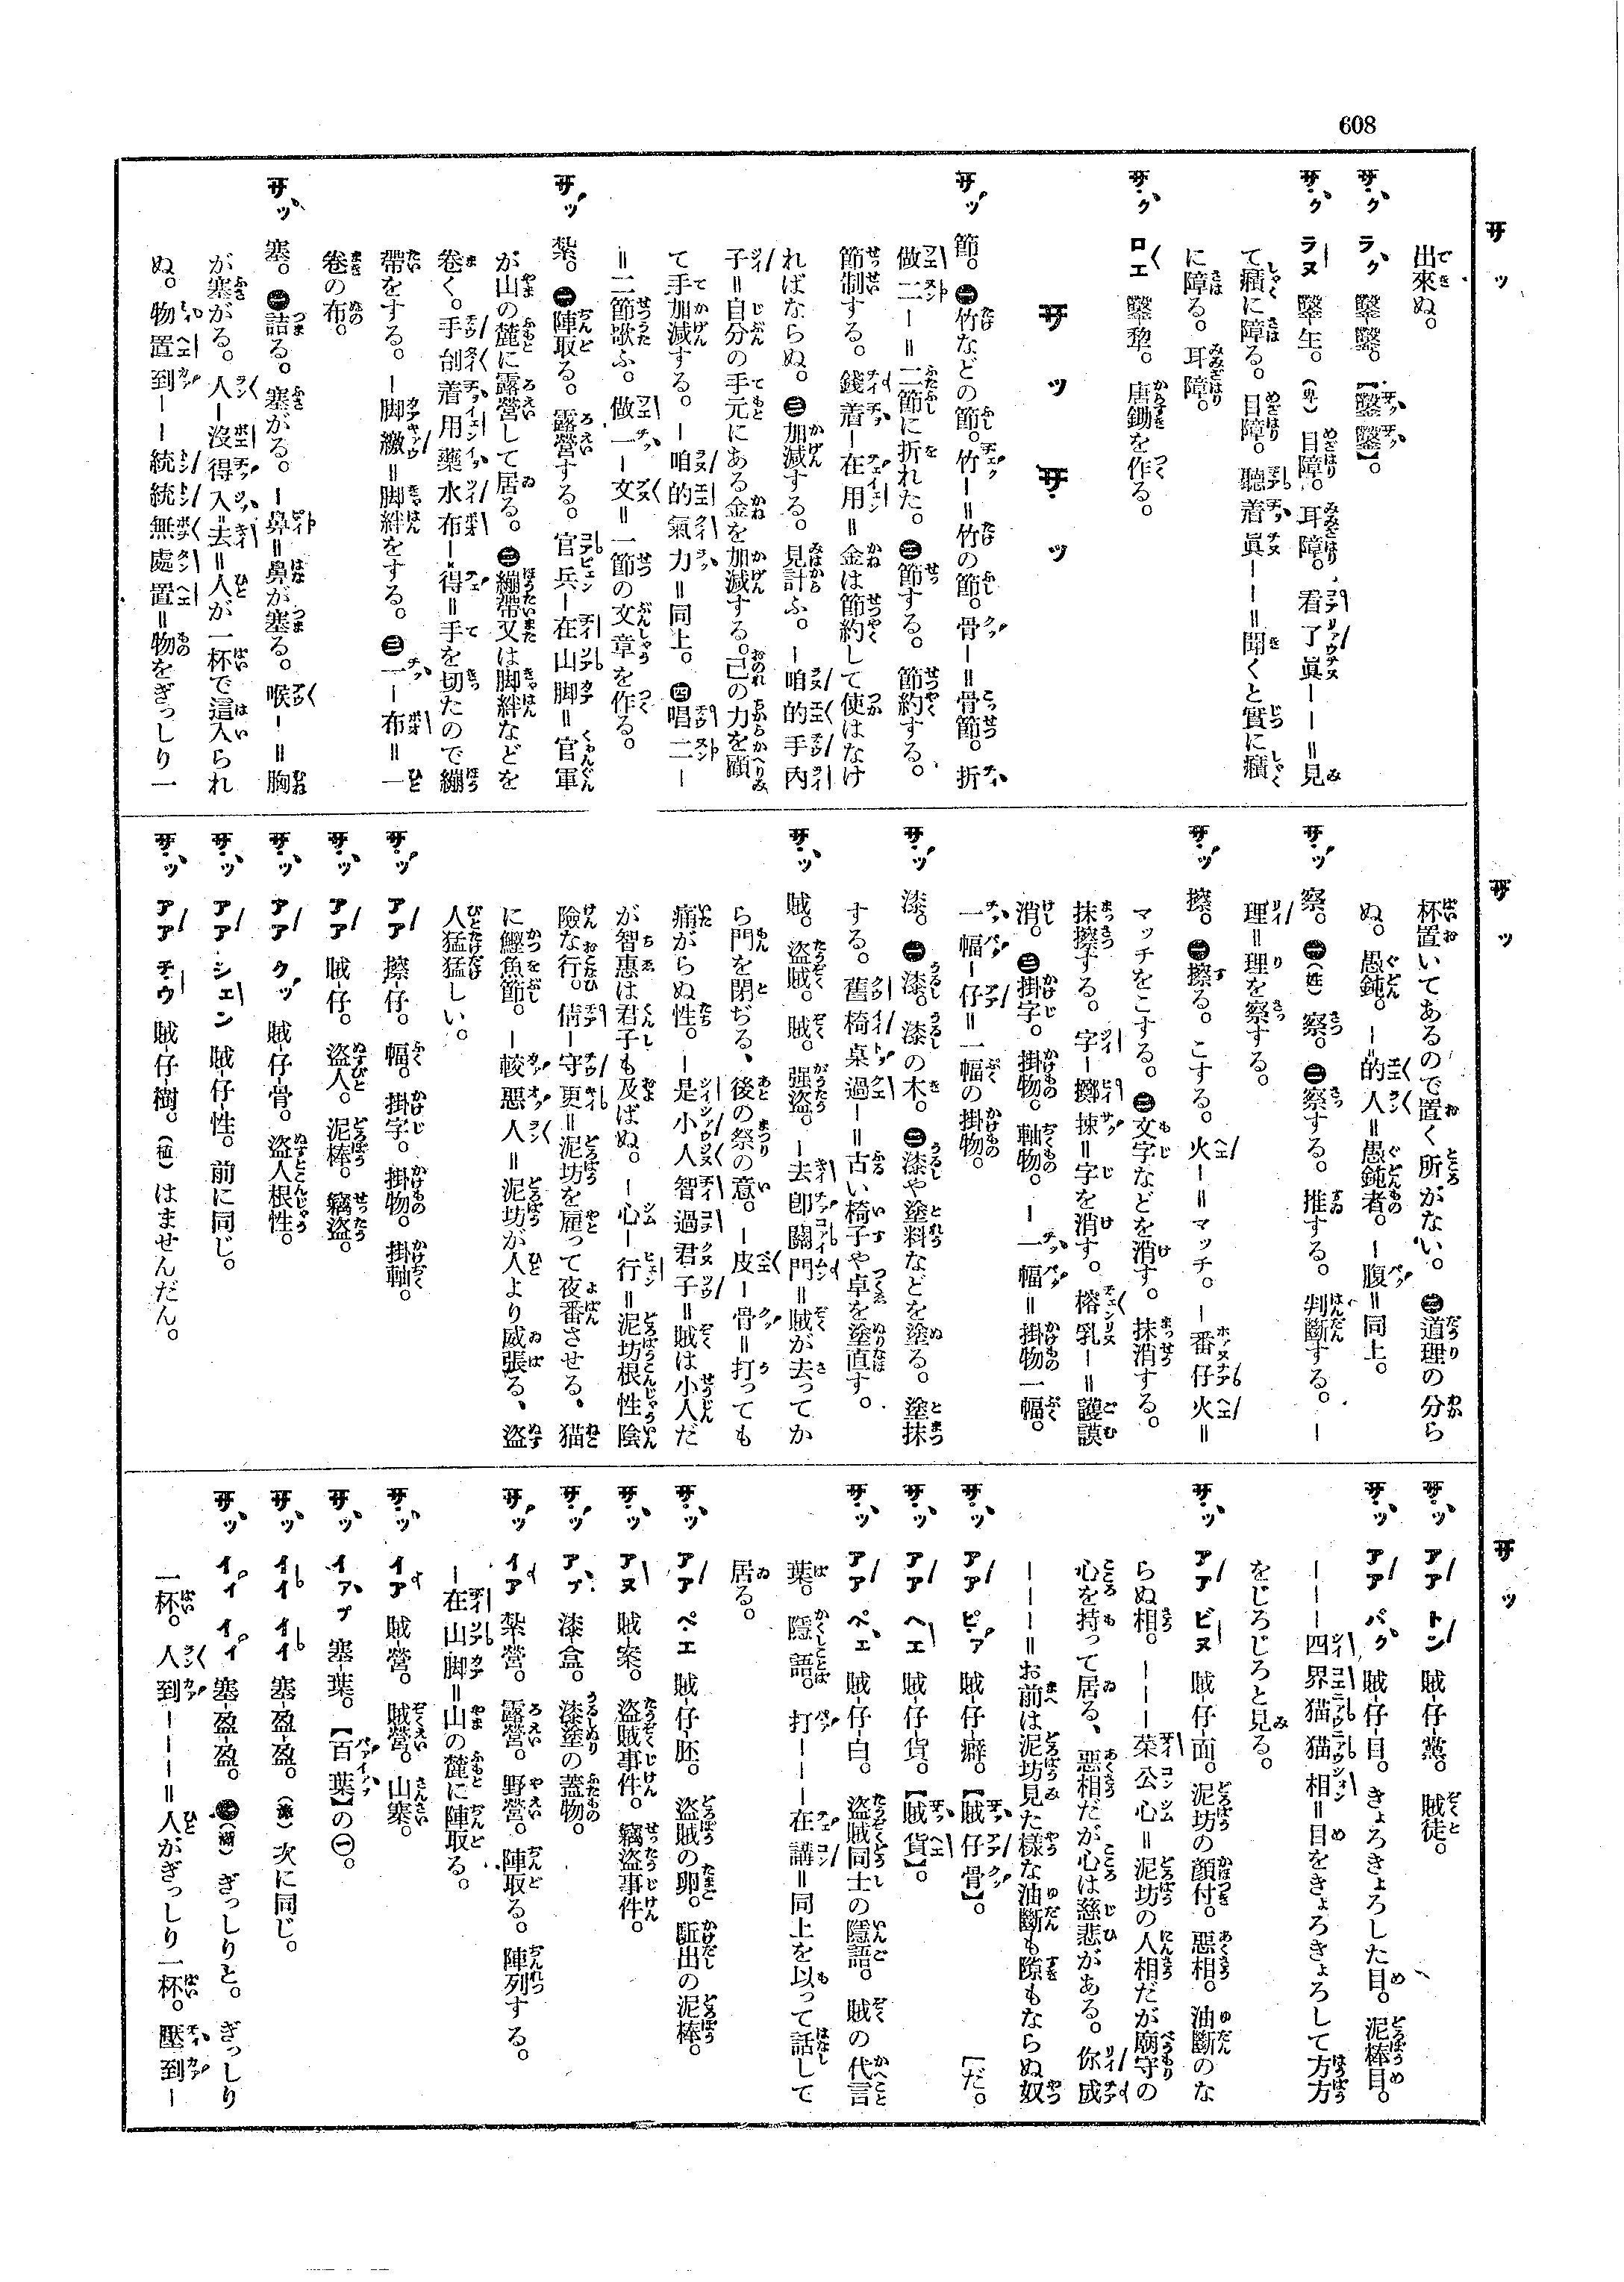 608
サッ
出來ぬ。
サク ラク 鑿鑿。【鑿鑿】。
サク ラヌ 鑿生。(卑)目障。耳障。看了眞ーー＝見
て癪に障る。目障。聽着眞ーー＝聞くと實に癪
に障る。耳障。
サク ロエ 鑿犂。唐鋤を作る。
サッ サッ
サッ 節。㊀竹などの節。竹ー＝竹の節。骨ー＝骨節。折
做二ー＝二節に折れた。㊁節する。節約する。
節制する。錢着ー在用＝金は節約して使はなけ
ればならぬ。㊂加減する。見計ふ。ー咱的手內
子＝自分の手元にある金を加減する。己の力を顧
て手加減する。ー咱的氣力＝同上。㊃唱二ー
＝二節歌ふ。做一ー文＝一節の文章を作る。
サッ 紮。㊀陣取る。露營する。官兵ー在山脚＝官軍
が山の麓に露營して居る。㊁繃帶又は脚絆などを
卷く。手刣着用藥水布ー得＝手を切たので繃
帶をする。ー脚繳＝脚絆をする。㊂一ー布＝一
卷の布。
サッ 塞。㊀詰る。塞がる。ー鼻＝鼻が塞る。喉ー＝胸
が塞がる。人ー沒得入去＝人が一杯で這入られ
ぬ。物置到ーー統統無處置＝物をぎっしり一
サッ
杯置いてあるので置く所がない。㊁道理の分ら
ぬ。愚鈍。ー的人＝愚鈍者。ー腹＝同上。
サッ 察。㊀(姓)察。㊁察する。推する。判斷する。ー
理＝理を察する。
サッ 擦。㊀擦る。こする。火ー＝マッチ。ー番仔火＝
マッチをこする。㊁文字などを消す。抹消する。
抹擦する。字ー擲捒＝字を消す。榕乳ー＝護謨
消。㊂掛字。掛物。軸物。ー一幅＝掛物一幅。
一幅ー仔＝一幅の掛物。
サッ 漆。㊀漆。漆の木。㊁漆や塗料などを塗る。塗抹
する。舊椅桌過ー＝古い椅子や卓を塗直す。
サッ 賊。盜賊。賊。强盜。ー去卽關門＝賊が去ってか
ら門を閉ぢる、後の祭の意。ー皮ー骨＝打っても
痛がらぬ性。ー是小人智過君子＝賊は小人だ
が智惠は君子も及ばぬ。ー心ー行＝泥坊根性陰
險な行。倩ー守更＝泥坊を雇って夜番させる、猫
に鰹魚節。ー較惡人＝泥坊が人より威張る、盜
人猛猛しい。
サッ アア 擦仔。幅。掛字。掛物。掛軸。
サッ アア 賊仔。盜人。泥棒。竊盜。
サッ アア クッ 賊仔骨。盜人根性。
サッ アア シェン 賊仔性。前に同じ。
サッ アア チウ 賊仔樹。(植)はませんだん。
サッ
サッ アア トン 賊仔黨。賊徒。
サッ アア バク 賊仔目。きょろきょろした目。泥棒目。
ーーー四界猫猫相＝目をきょろきょろして方方
をじろじろと見る。
サッ アア ビヌ 賊仔面。泥坊の顏付。惡相。油斷のな
らぬ相。ーーー菜公心＝泥坊の人相だが廟守の
心を持って居る、惡相だが心は慈悲がある。你咸
ーーー＝お前は泥坊見た樣な油斷も隙もならぬ奴
〔だ。
サッ アア ピア 賊仔癖。【賊仔骨】。
サッ アア ヘエ 賊仔貨。【賊貨】。
サッ アア ペエ 賊仔白。盜賊同士の隱語。賊の代言
葉。隱語。打ーーー在講＝同上を以って話して
居る。
サッ アア ペエ 賊仔胚。盜賊の卵。駈出の泥棒。
サッ アヌ 賊案。盜賊事件。竊盜事件。
サッ アプ 漆盒。漆塗の蓋物。
サッ イア 紮營。露營。野營。陣取る。陣列する。
ー在山脚＝山の麓に陣取る。
サッ イア 賊營。賊營。山寨。
サッ イアプ 塞葉。【百葉】の㊀。
サッ イイ イイ 塞盈盈。(漳)次に同じ。
サッ イイ イイ 塞盈盈。ぎっしりと。ぎっしり
一杯。人到ーーー＝人がぎっしり一杯。壓到ー